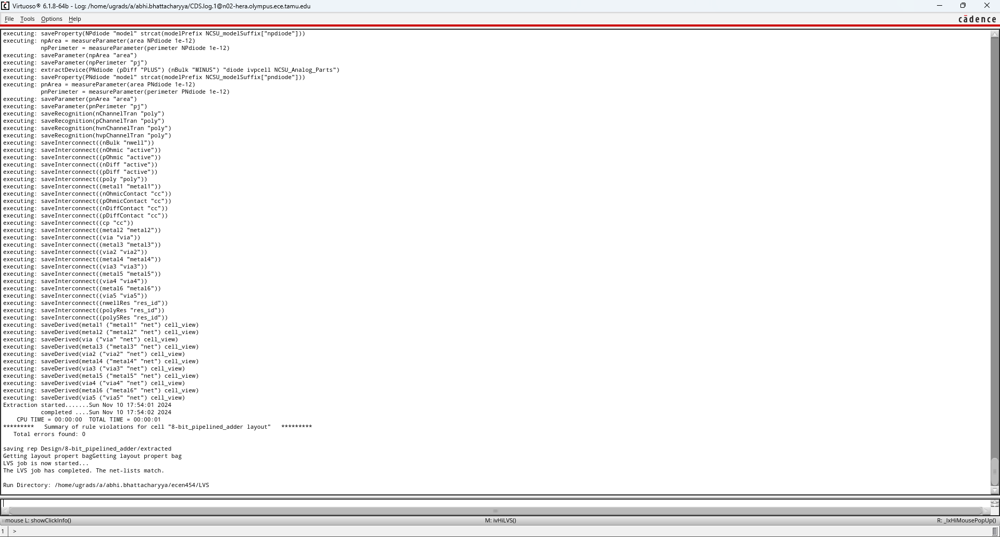 Virtuoso® 6.1.8-64b - Log: /home/ugrads/a/abhi.bhattacharyya/CDS.log.1@n02-hera.olympus.ece.tamu.edu
File Tools Options Help
cādence
executing: saveProperty(NPdiode "model" strcat(modelPrefix NCSU_modelSuffix["npdiode"]))
executing: npArea = measureParameter(area NPdiode 1e-12)
npPerimeter = measureParameter(perimeter NPdiode 1e-12)
executing: saveParameter(npArea "area")
executing: saveParameter(npPerimeter "pj")
executing: extractDevice(PNdiode (pDiff "PLUS") (nBulk "MINUS") "diode ivpcell NCSU_Analog_Parts")
executing: saveProperty(PNdiode "model" strcat(modelPrefix NCSU_modelSuffix["pndiode"]))
executing: pnArea = measureParameter(area PNdiode 1e-12)
pnPerimeter = measureParameter(perimeter PNdiode 1e-12)
executing: saveParameter(pnArea "area")
executing: saveParameter(pnPerimeter "pj")
executing: saveRecognition(nChannelTran "poly")
executing: saveRecognition(pChannelTran "poly")
executing: saveRecognition(hvnChannelTran "poly")
executing: saveRecognition(hvpChannelTran "poly")
executing: saveInterconnect((nBulk "nwell"))
executing: saveInterconnect((nOhmic "active"))
executing: saveInterconnect((pOhmic "active"))
executing: saveInterconnect((nDiff "active"))
executing: saveInterconnect((pDiff "active"))
executing: saveInterconnect((poly "poly"))
executing: saveInterconnect((metal1 "metal1"))
executing: saveInterconnect((nOhmicContact "cc"))
executing: saveInterconnect((pOhmicContact "cc"))
executing: saveInterconnect((nDiffContact "cc"))
executing: saveInterconnect((pDiffContact "cc"))
executing: saveInterconnect((cp "cc"))
executing: saveInterconnect((metal2 "metal2"))
executing: saveInterconnect((via "via"))
executing: saveInterconnect((metal3 "metal3"))
executing: saveInterconnect((via2 "via2"))
executing: saveInterconnect((metal4 "metal4"))
executing: saveInterconnect((via3 "via3"))
executing: saveInterconnect((metal5 "metal5"))
executing: saveInterconnect((via4 "via4"))
executing: saveInterconnect((metal6 "metal6"))
executing: saveInterconnect((via5 "via5"))
executing: saveInterconnect((nwellRes "res_id"))
executing: saveInterconnect((polyRes "res_id"))
executing: saveInterconnect((polySRes "res_id"))
executing: saveDerived(metal1 ("metal1" "net") cell_view)
executing: saveDerived(metal2 ("metal2" "net") cell_view)
executing: saveDerived(via ("via" "net") cell_view)
executing: saveDerived(metal3 ("metal3" "net") cell_view)
executing: saveDerived(via2 ("via2" "net") cell_view)
executing: saveDerived(metal4 ("metal4" "net") cell_view)
executing: saveDerived(via3 ("via3" "net") cell_view)
executing: saveDerived(metal5 ("metal5" "net") cell_view)
executing: saveDerived(via4 ("via4" "net") cell_view)
executing: saveDerived(metal6 ("metal6" "net") cell_view)
executing: saveDerived(via5 ("via5" "net") cell_view)
Extraction started.......Sun Nov 10 17:54:01 2024
completed ....Sun Nov 10 17:54:02 2024
CPU TIME = 00:00:00 TOTAL TIME = 00:00:01
********* Summary of rule violations for cell "8-bit_pipelined_adder layout" *********
Total errors found: 0
saving rep Design/8-bit_pipelined_adder/extracted
Getting layout propert bagGetting layout propert bag
LVS job is now started...
The LVS job has completed. The net-lists match.
Run Directory: /home/ugrads/a/abhi.bhattacharyya/ecen454/LVS
mouse L: showClickInfo() M: ivHiLVS() R: _lxHiMousePopUp()
1 >